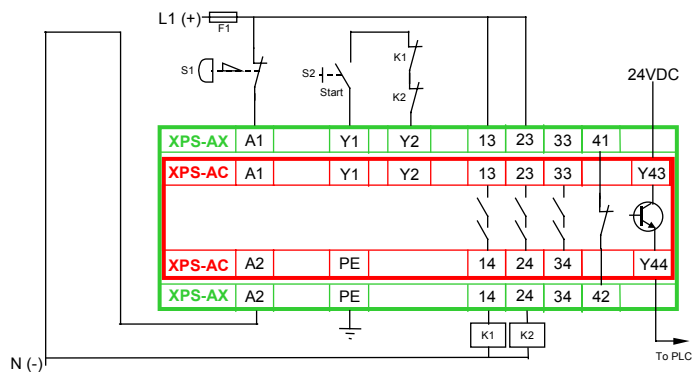 L1 (+)
F1
S1
S2
Start
K1
K2
24VDC
XPS-AX A1 Y1 Y2 13 23 33 41
XPS-AC A1 Y1 Y2 13 23 33 Y43
XPS-AC A2 PE 14 24 34 Y44
XPS-AX A2 PE 14 24 34 42
K1 K2
To PLC
N (-)